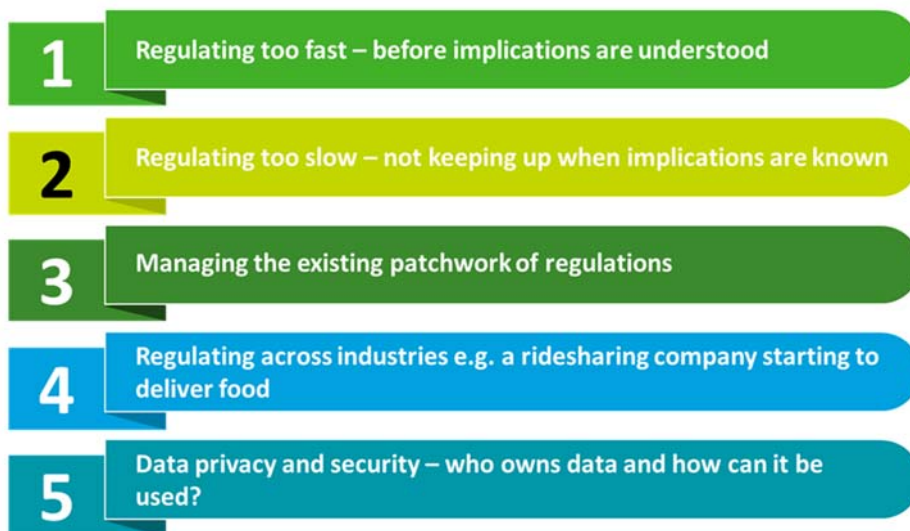 1
Regulating too fast – before implications are understood
2
Regulating too slow – not keeping up when implications are known
3
Managing the existing patchwork of regulations
4
Regulating across industries e.g. a ridesharing company starting to
deliver food
5
Data privacy and security – who owns data and how can it be
used?